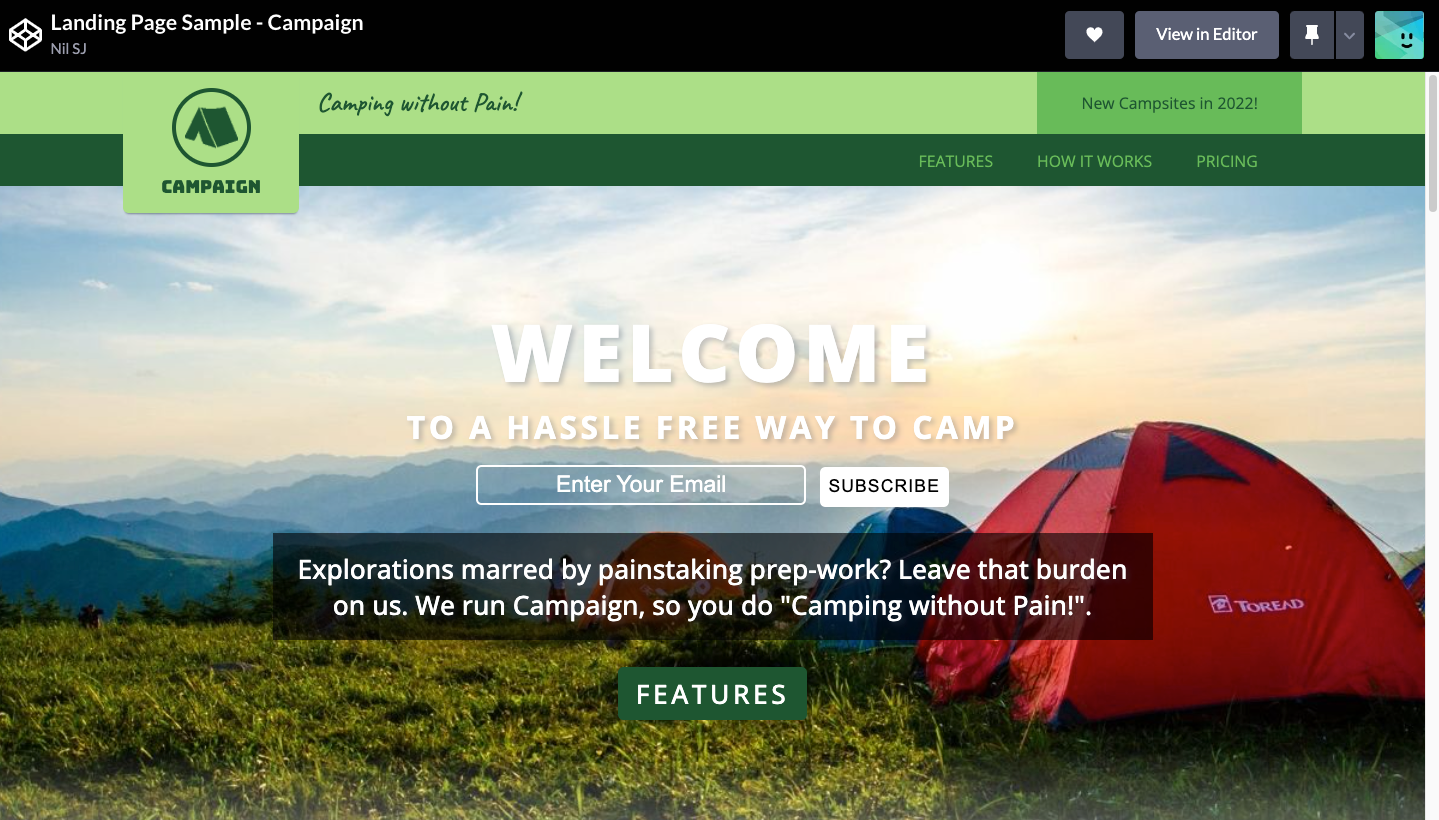 Landing Page Sample - Campaign
Nil SJ
View in Editor
Camping without Pain!
New Campsites in 2022!
CAMPAIGN
FEATURES
HOW IT WORKS
PRICING
WELCOME
TO A HASSLE FREE WAY TO CAMP
Enter Your Email
SUBSCRIBE
Explorations marred by painstaking prep-work? Leave that burden
on us. We run Campaign, so you do "Camping without Pain!".
TOREAD
FEATURES